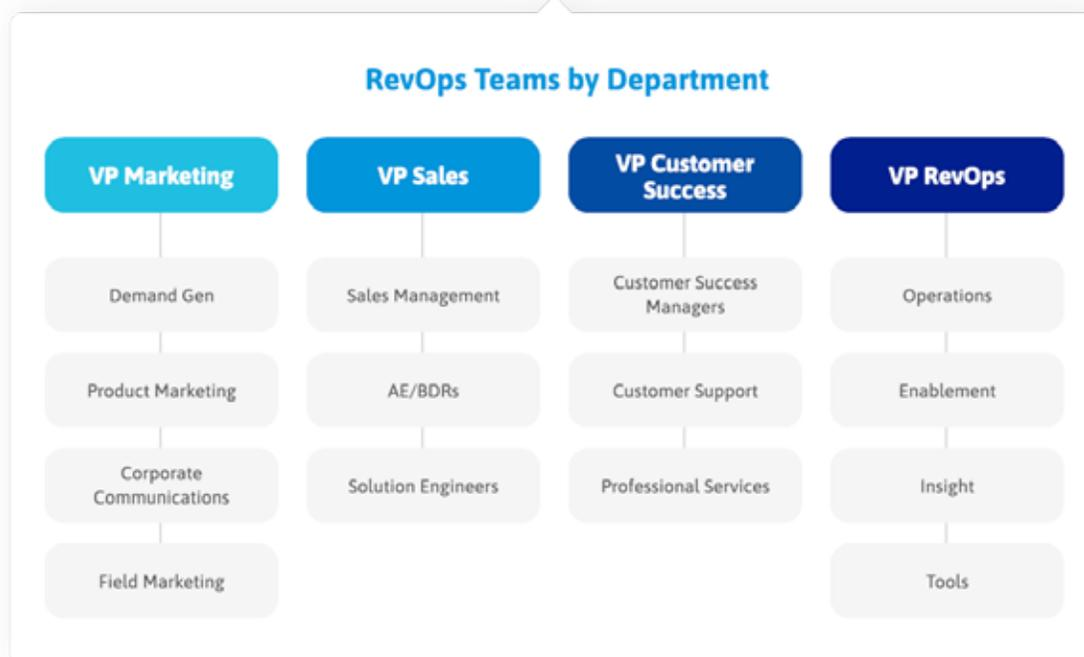 RevOps Teams by Department
VP Marketing
Demand Gen
Product Marketing
Corporate
Communications
Field Marketing
VP Sales
Sales Management
AE/BDRs
Solution Engineers
VP Customer
Success
Customer Success
Managers
Customer Support
Professional Services
VP RevOps
Operations
Enablement
Insight
Tools